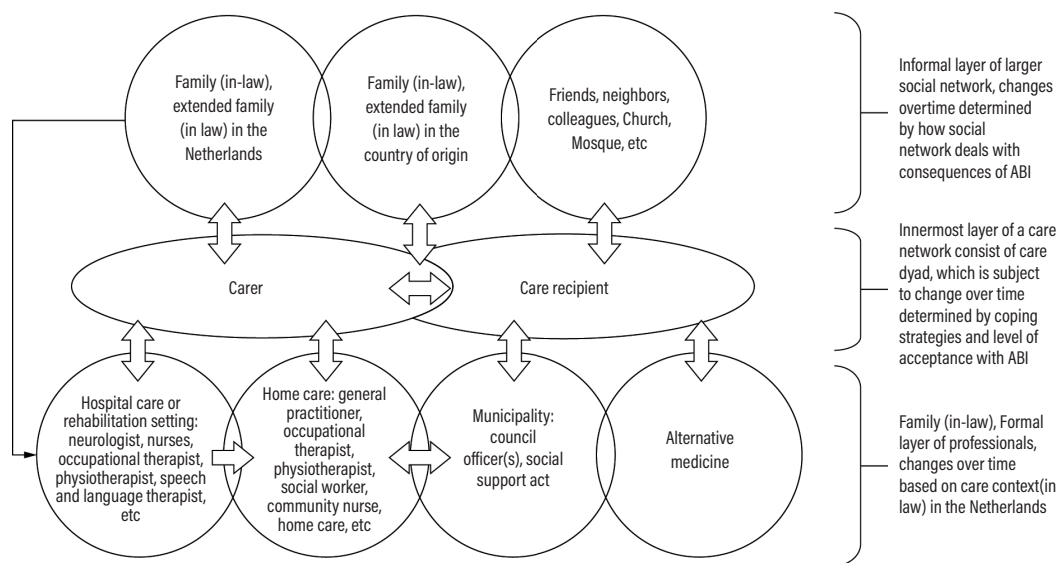 Family (in-law),
extended family
(in law) in the
Netherlands
Family (in-law),
extended family
(in law) in the
country of origin
Friends, neighbors,
colleagues, Church,
Mosque, etc
Informal layer of larger
social network, changes
overtime determined
by how social
network deals with
consequences of ABI
Carer
Care recipient
Innermost layer of a care
network consist of care
dyad, which is subject
to change over time
determined by coping
strategies and level of
acceptance with ABI
Hospital care or
rehabilitation setting:
neurologist, nurses,
occupational therapist,
physiotherapist, speech
and language therapist,
etc
Home care: general
practitioner,
occupational
therapist,
physiotherapist,
social worker,
community nurse,
home care, etc
Municipality:
council
officer(s), social
support act
Alternative
medicine
Family (in-law), Formal
layer of professionals,
changes over time
based on care context(in
law) in the Netherlands